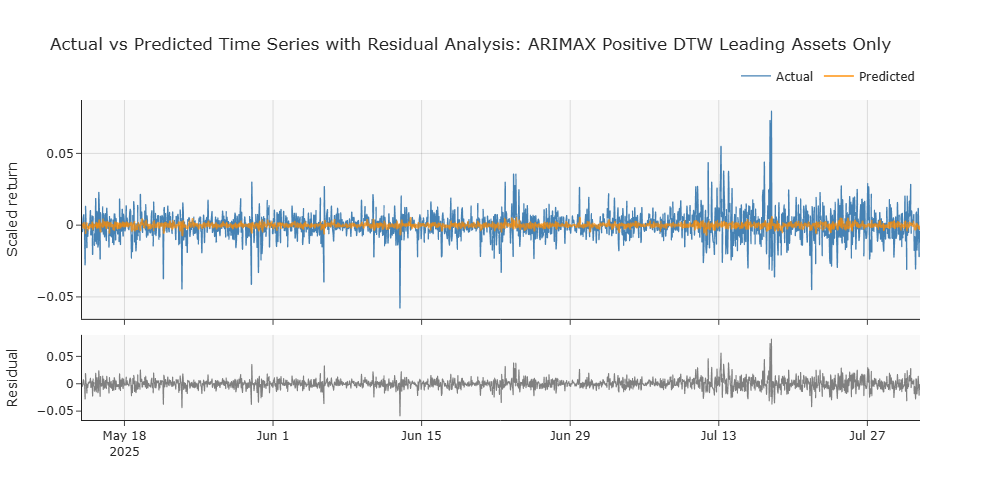 Actual vs Predicted Time Series with Residual Analysis: ARIMAX Positive DTW Leading Assets Only
Actual
Predicted
Scaled return
0.05
0
−0.05
Residual
0.05
0
−0.05
May 18
2025
Jun 1
Jun 15
Jun 29
Jul 13
Jul 27